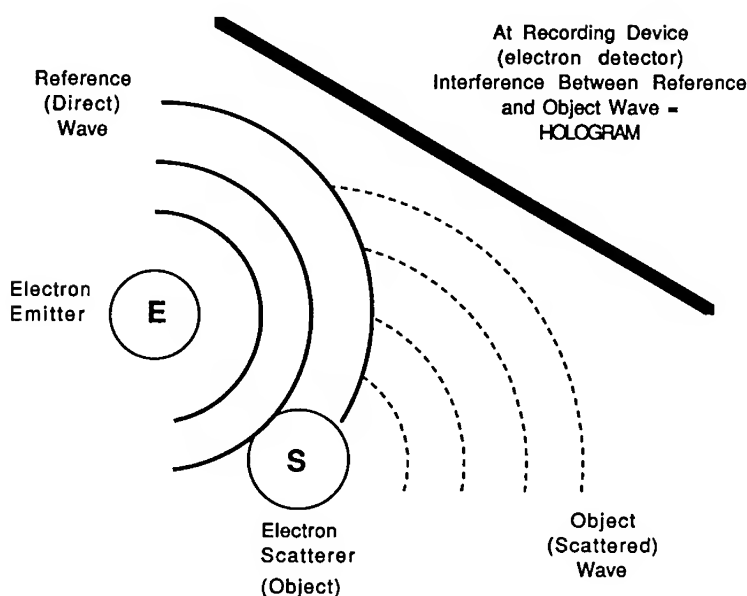 At Recording Device
(electron detector)
Interference Between Reference
and Object Wave =
HOLOGRAM
Reference
(Direct)
Wave
Electron
Emitter
E
S
Electron
Scatterer
(Object)
Object
(Scattered)
Wave